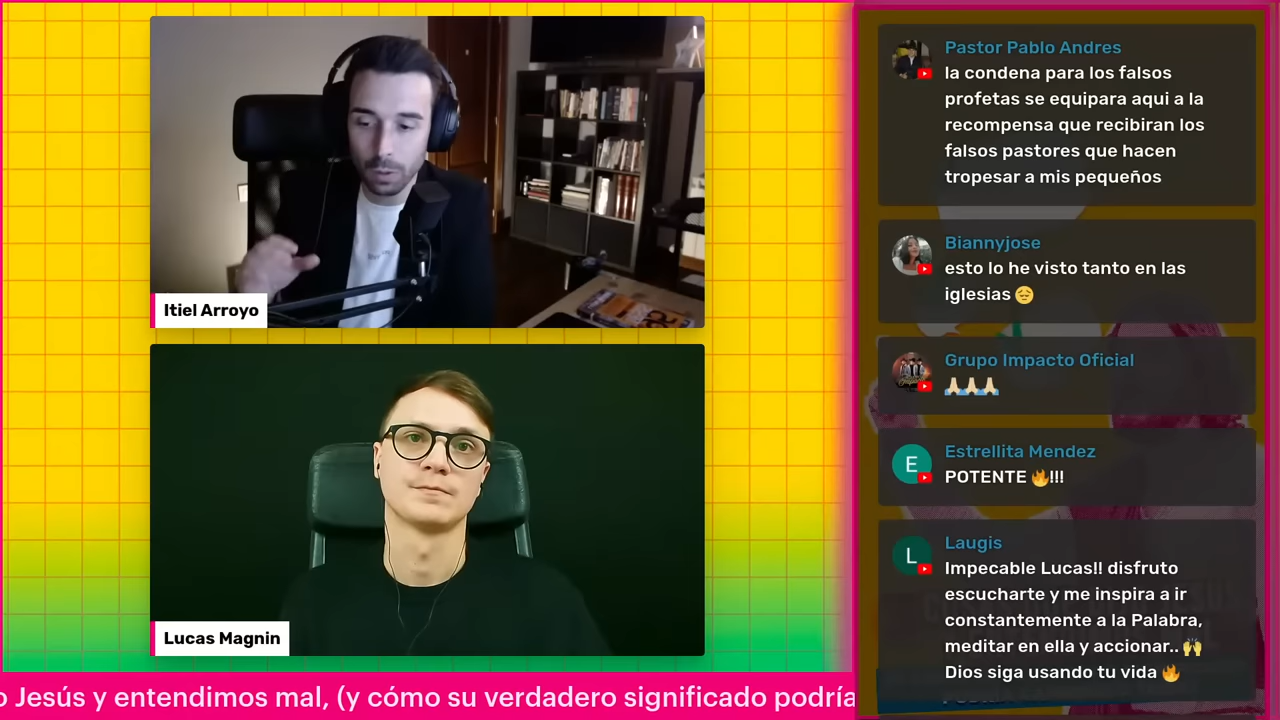 Itiel Arroyo
Lucas Magnin
o Jesús y entendimos mal, (y cómo su verdadero significado podría
Pastor Pablo Andres
la condena para los falsos
profetas se equipara aqui a la
recompensa que recibiran los
falsos pastores que hacen
tropesar a mis pequeños
Biannyjose
esto lo he visto tanto en las
iglesias 😔
Grupo Impacto Oficial
🙏🏼🙏🏼🙏🏼
E
Estrellita Mendez
POTENTE 🔥!!!
L
Laugis
Impecable Lucas!! disfruto
escucharte y me inspira a ir
constantemente a la Palabra,
meditar en ella y accionar.. 🙌
Dios siga usando tu vida 🔥